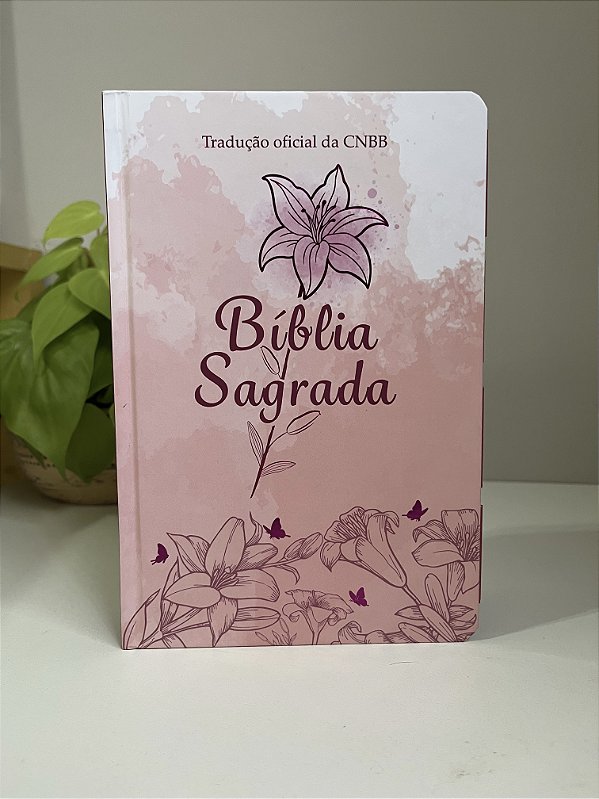 Tradução oficial da CNBB
Bíblia
Sagrada